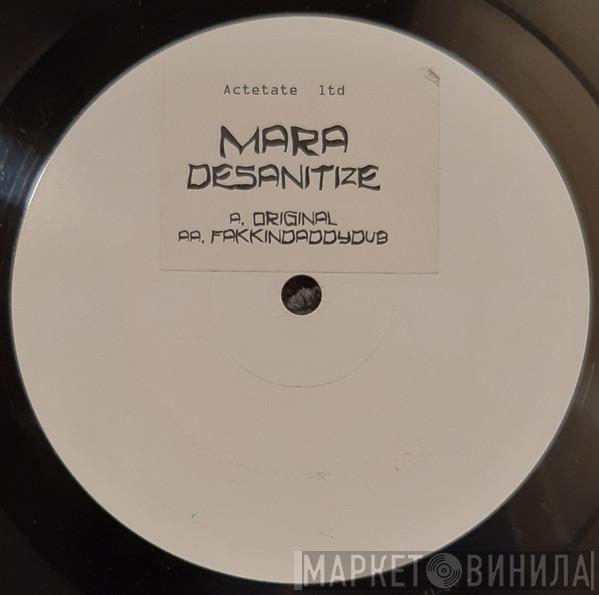 Actetate ltd
MARA
DESANITIZE
A. ORIGINAL
AA. FAKKINDADDYDUB
МАРКЕТ ВИНИЛА